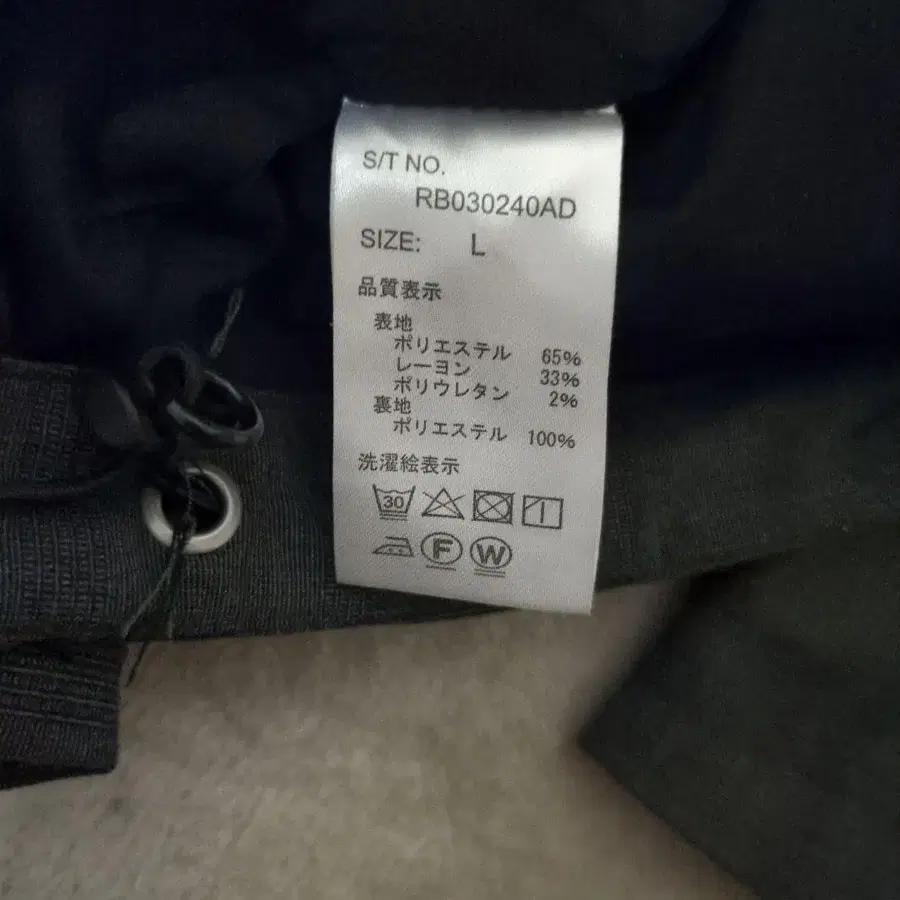 S/T NO.
RB030240AD
SIZE: L
品質表示
表地
ポリエステル 65%
レーヨン 33%
ポリウレタン 2%
裏地
ポリエステル 100%
洗濯絵表示
30
F W